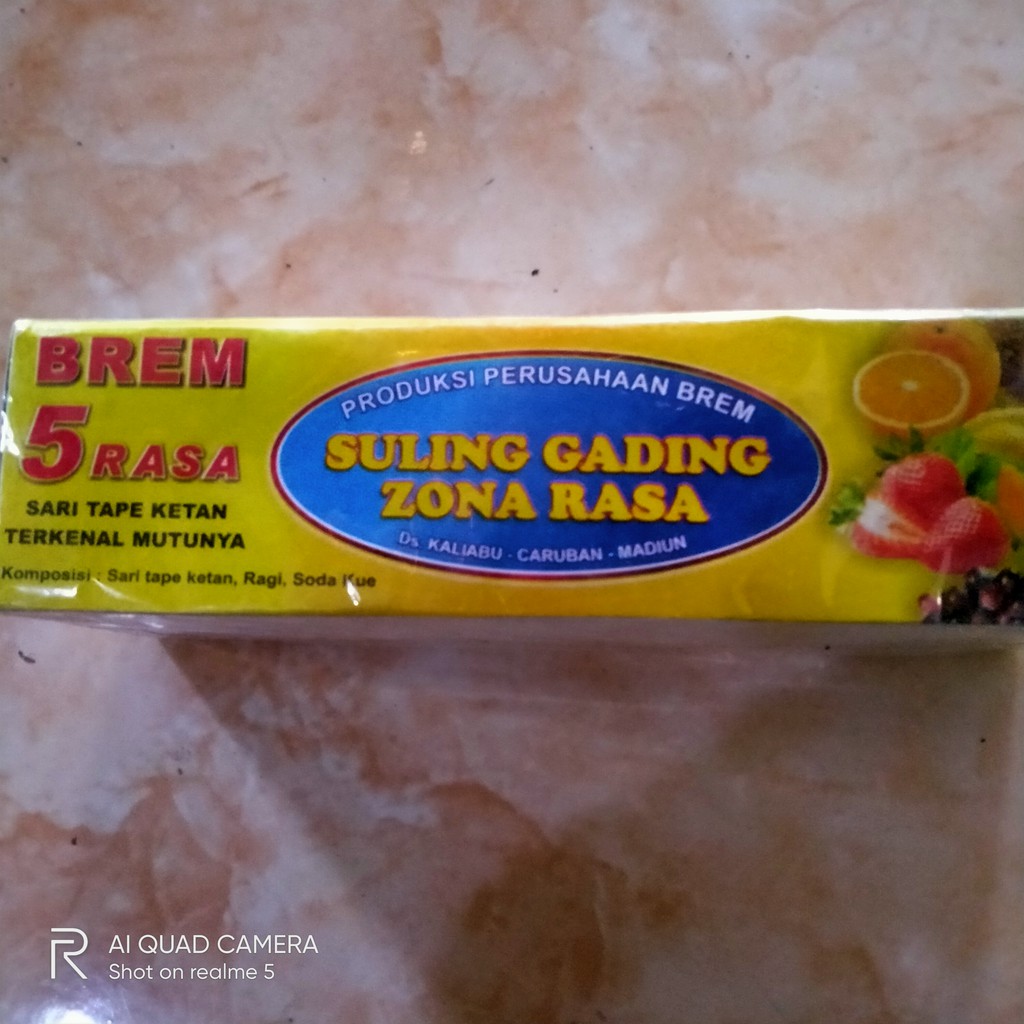 BREM
5 RASA
SARI TAPE KETAN
TERKENAL MUTUNYA
Komposisi : Sari tape ketan, Ragi, Soda Kue
PRODUKSI PERUSAHAAN BREM
SULING GADING
ZONA RASA
Ds. KALIABU - CARUBAN - MADIUN
R
AI QUAD CAMERA
Shot on realme 5